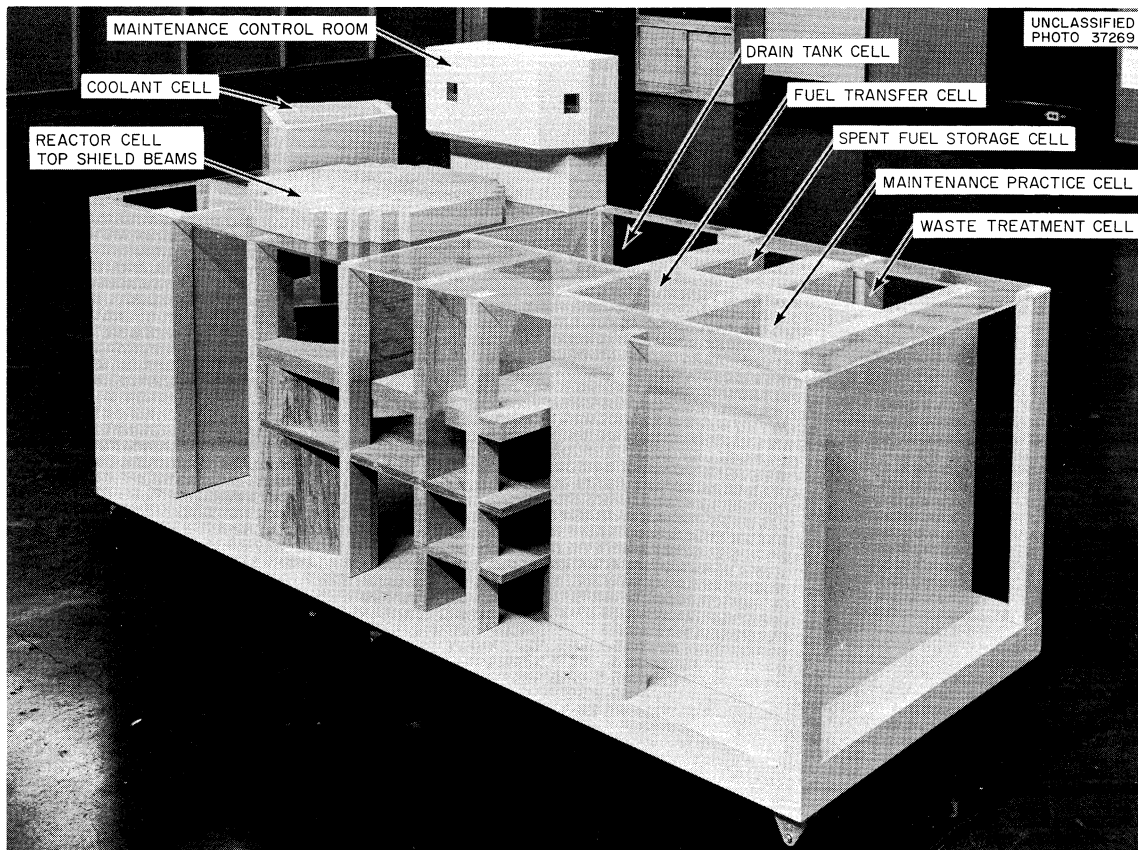 UNCLASSIFIED
PHOTO 37269
MAINTENANCE CONTROL ROOM
DRAIN TANK CELL
COOLANT CELL
FUEL TRANSFER CELL
REACTOR CELL
TOP SHIELD BEAMS
SPENT FUEL STORAGE CELL
MAINTENANCE PRACTICE CELL
WASTE TREATMENT CELL